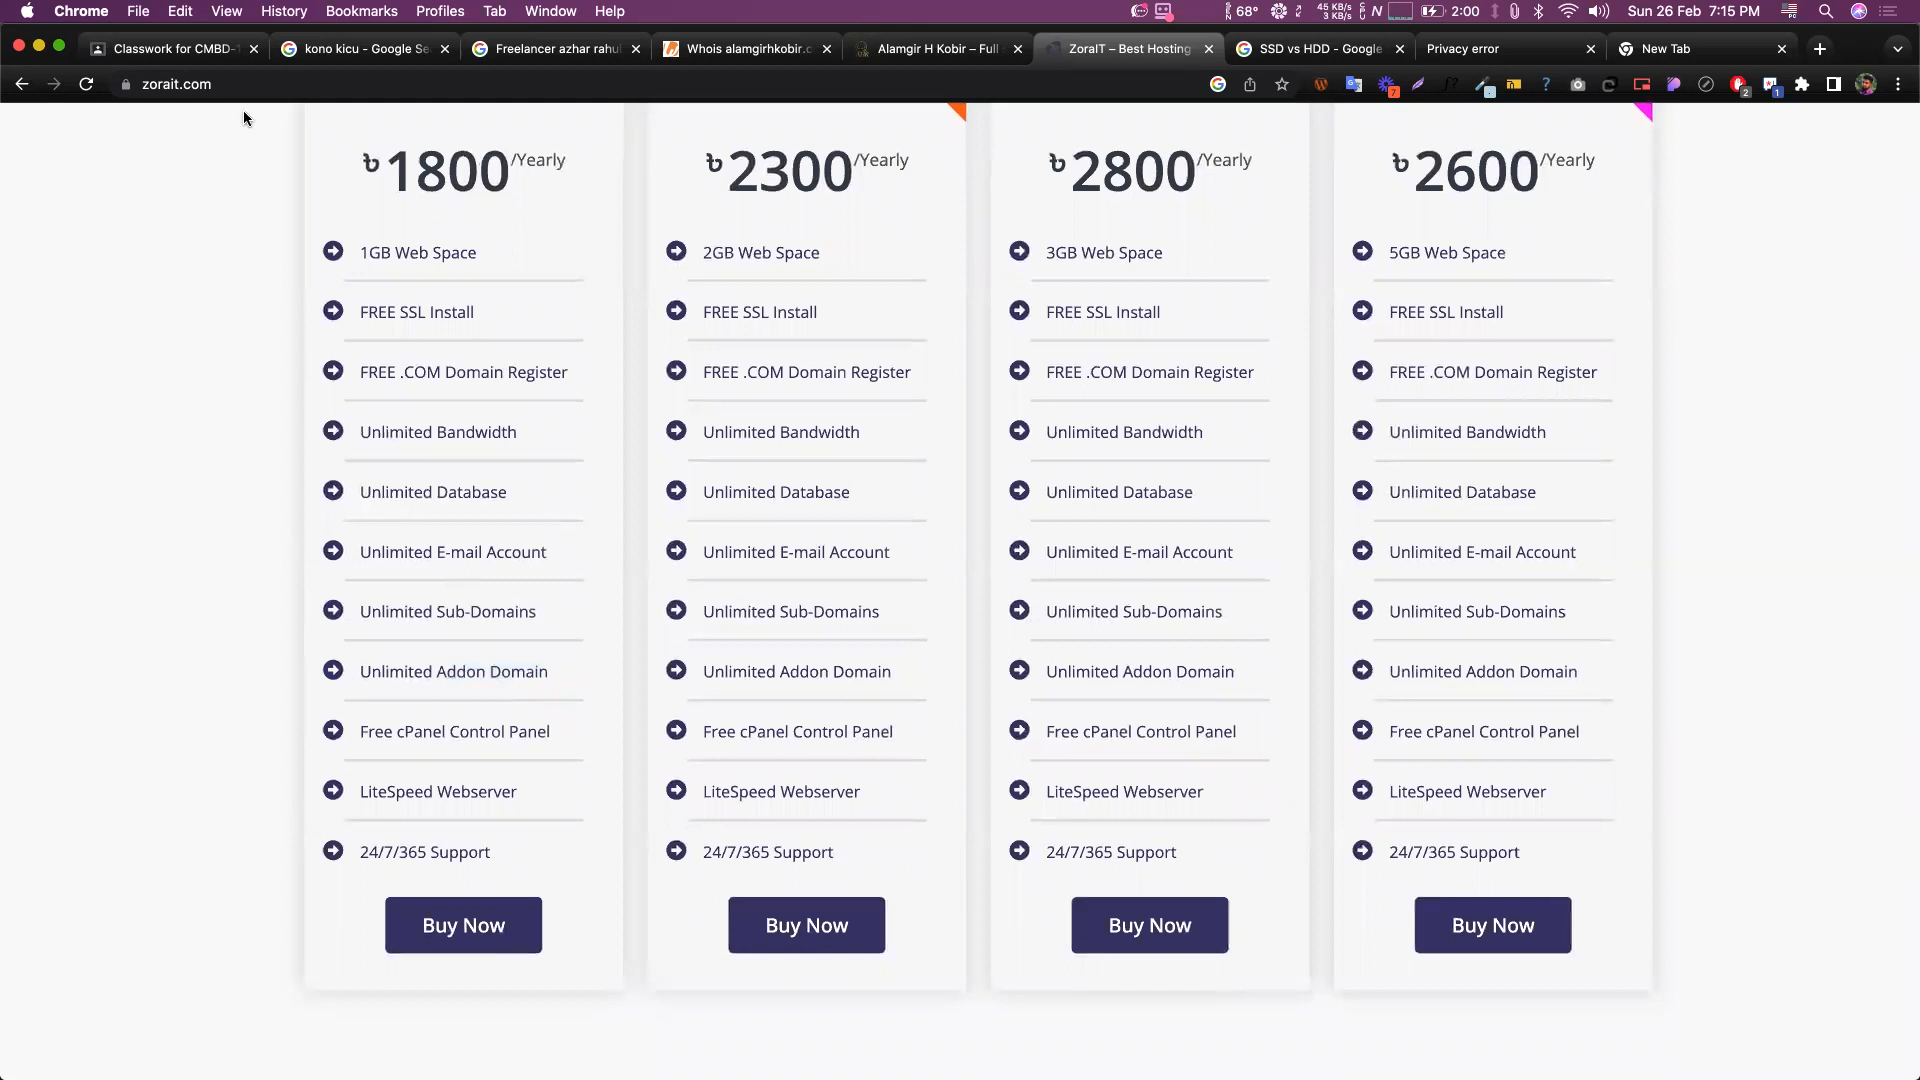 Chrome File Edit View History Bookmarks Profiles Tab Window Help 68° 45 KB/s 3 KB/s 2:00 Sun 26 Feb 7:15 PM
Classwork for CMBD-1 kono kicu - Google Se Freelancer azhar rahu Whois alamgirhkobir.c Alamgir H Kobir – Full ZoraIT – Best Hosting SSD vs HDD - Google Privacy error New Tab
zorait.com
৳1800/Yearly
1GB Web Space
FREE SSL Install
FREE .COM Domain Register
Unlimited Bandwidth
Unlimited Database
Unlimited E-mail Account
Unlimited Sub-Domains
Unlimited Addon Domain
Free cPanel Control Panel
LiteSpeed Webserver
24/7/365 Support
Buy Now
৳2300/Yearly
2GB Web Space
FREE SSL Install
FREE .COM Domain Register
Unlimited Bandwidth
Unlimited Database
Unlimited E-mail Account
Unlimited Sub-Domains
Unlimited Addon Domain
Free cPanel Control Panel
LiteSpeed Webserver
24/7/365 Support
Buy Now
৳2800/Yearly
3GB Web Space
FREE SSL Install
FREE .COM Domain Register
Unlimited Bandwidth
Unlimited Database
Unlimited E-mail Account
Unlimited Sub-Domains
Unlimited Addon Domain
Free cPanel Control Panel
LiteSpeed Webserver
24/7/365 Support
Buy Now
৳2600/Yearly
5GB Web Space
FREE SSL Install
FREE .COM Domain Register
Unlimited Bandwidth
Unlimited Database
Unlimited E-mail Account
Unlimited Sub-Domains
Unlimited Addon Domain
Free cPanel Control Panel
LiteSpeed Webserver
24/7/365 Support
Buy Now